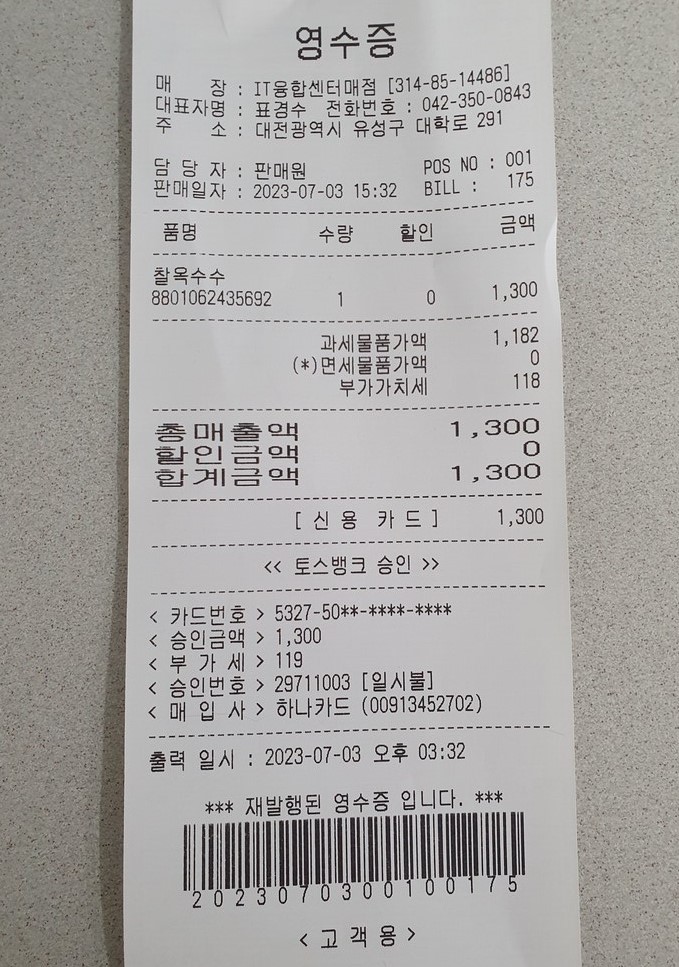 영수증
매 장 : IT융합센터매점 [314-85-14486]
대표자명 : 표경수 전화번호 : 042-350-0843
주 소 : 대전광역시 유성구 대학로 291
담 당 자 : 판매원 POS NO : 001
판매일자 : 2023-07-03 15:32 BILL : 175
품명 수량 할인 금액
찰옥수수
8801062435692 1 0 1,300
과세물품가액 1,182
(*)면세물품가액 0
부가가치세 118
총매출액 1,300
할인금액 0
합계금액 1,300
[ 신 용 카 드 ] 1,300
<< 토스뱅크 승인 >>
< 카드번호 > 5327-50**-****-****
< 승인금액 > 1,300
< 부 가 세 > 119
< 승인번호 > 29711003 [일시불]
< 매 입 사 > 하나카드 (00913452702)
출력 일시 : 2023-07-03 오후 03:32
*** 재발행된 영수증 입니다. ***
2023070300100175
< 고 객 용 >